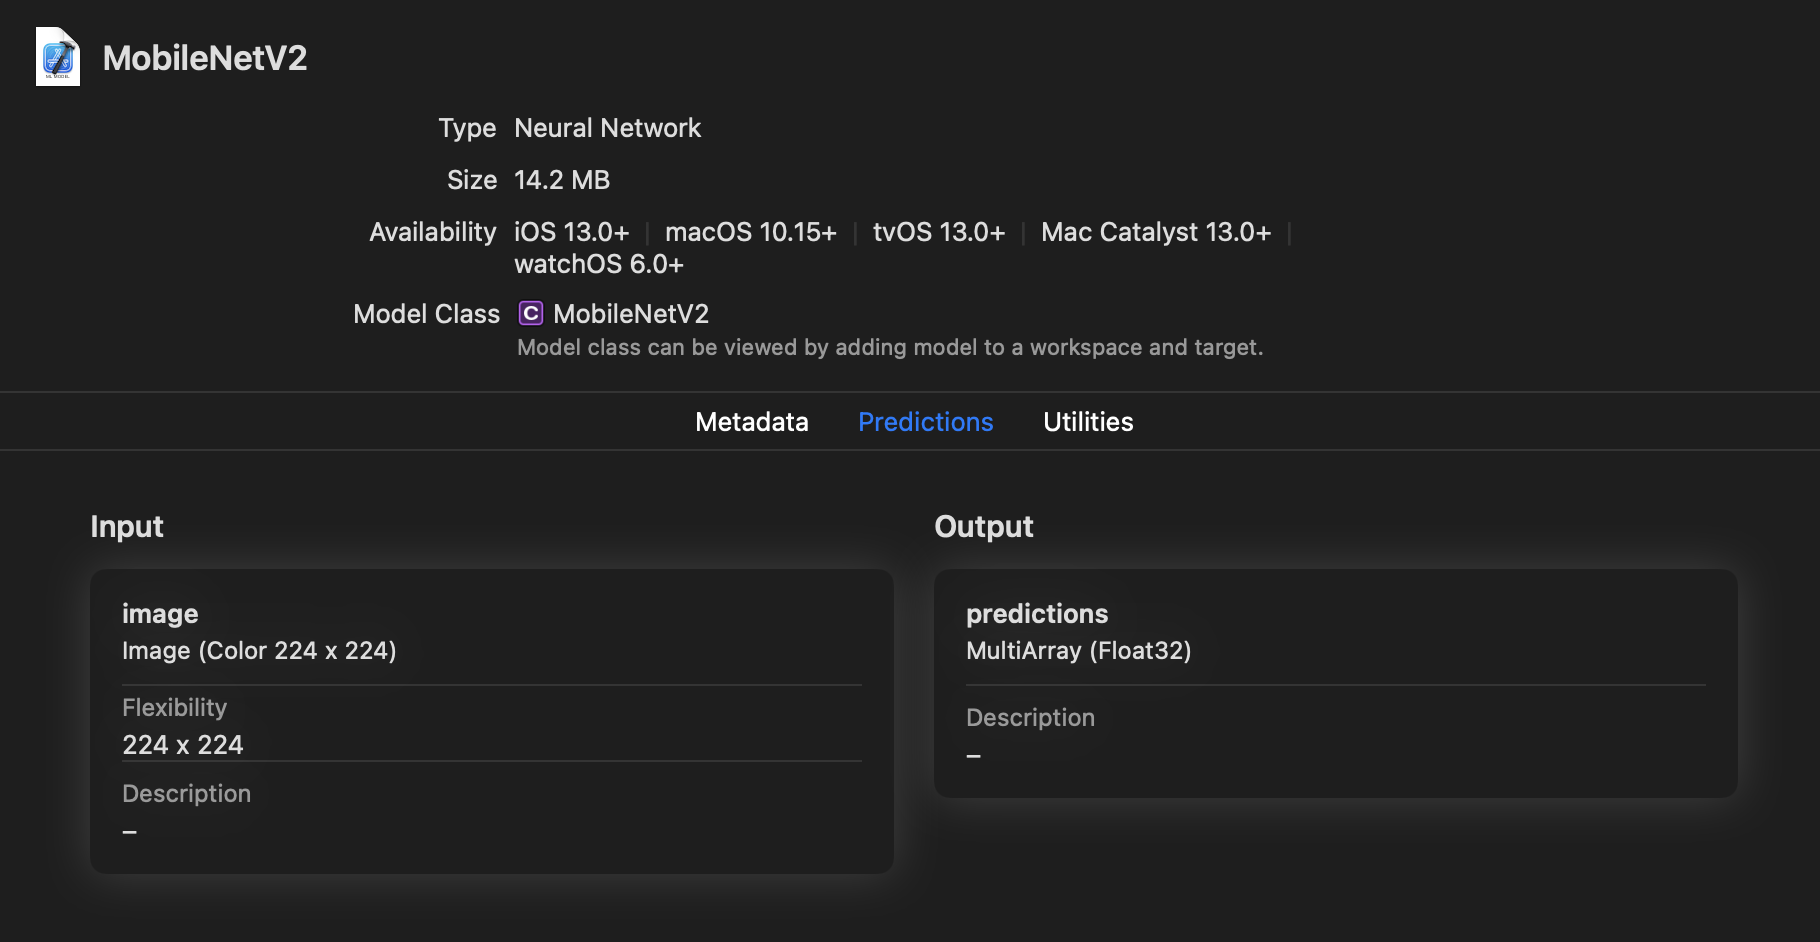 MobileNetV2
ML MODEL
Type Neural Network
Size 14.2 MB
Availability iOS 13.0+ macOS 10.15+ tvOS 13.0+ Mac Catalyst 13.0+
watchOS 6.0+
Model Class C MobileNetV2
Model class can be viewed by adding model to a workspace and target.
Metadata Predictions Utilities
Input
image
Image (Color 224 x 224)
Flexibility
224 x 224
Description
–
Output
predictions
MultiArray (Float32)
Description
–